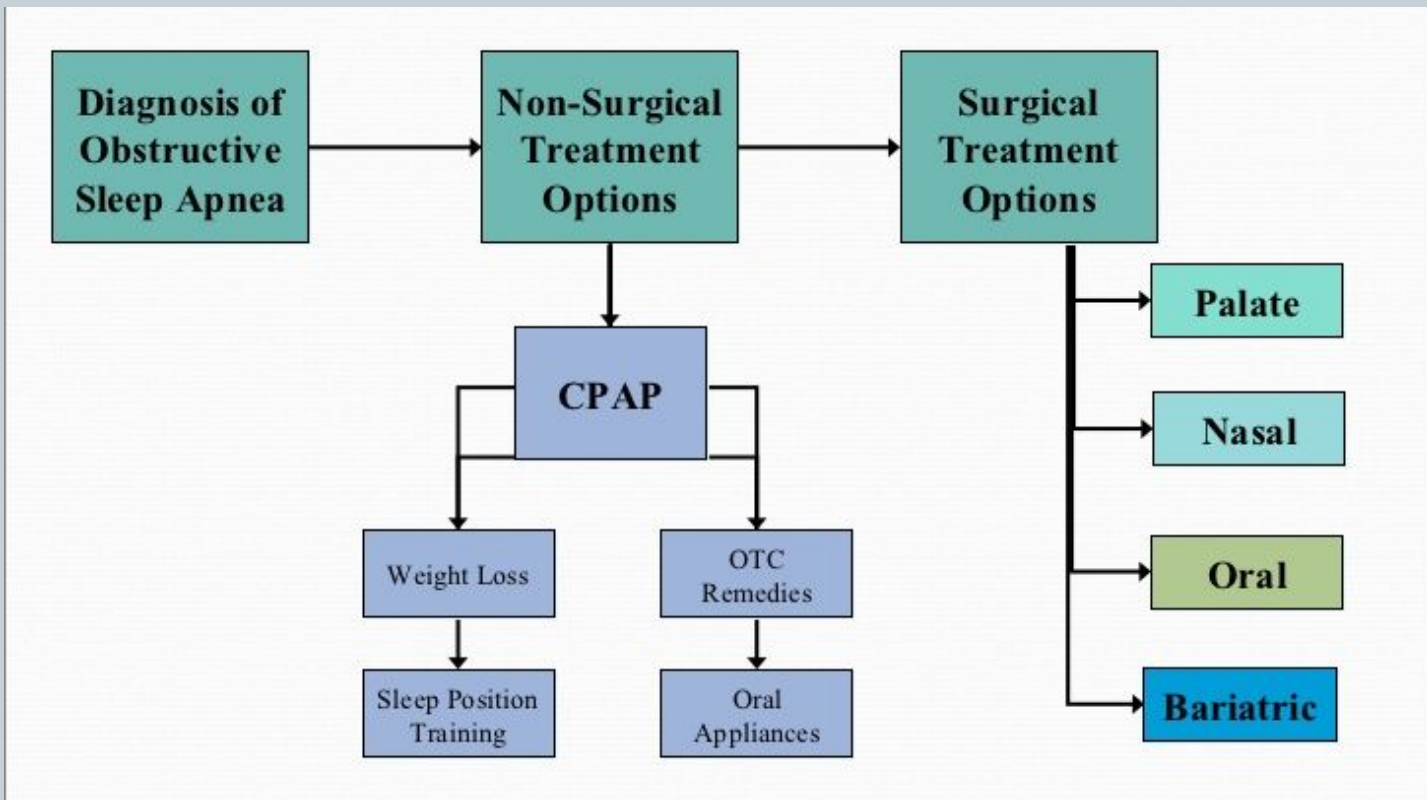 Diagnosis of
Obstructive
Sleep Apnea
Non-Surgical
Treatment
Options
Surgical
Treatment
Options
Palate
CPAP
Nasal
Weight Loss
OTC
Remedies
Oral
Sleep Position
Training
Oral
Appliances
Bariatric